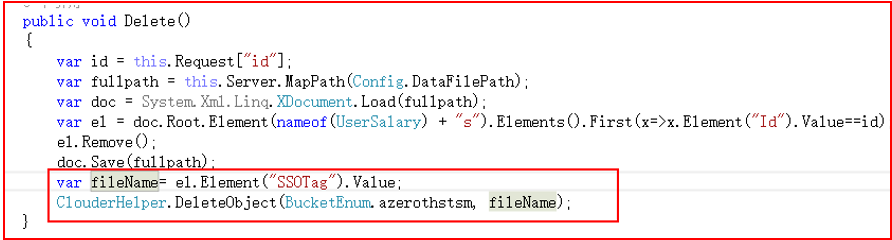 public void Delete()
{
var id = this.Request["id"];
var fullpath = this.Server.MapPath(Config.DataFilePath);
var doc = System.Xml.Linq.XDocument.Load(fullpath);
var el = doc.Root.Element(nameof(UserSalary) + "s").Elements().First(x=>x.Element("Id").Value==id)
el.Remove();
doc.Save(fullpath);
var fileName= el.Element("SSOTag").Value;
ClouderHelper.DeleteObject(BucketEnum.azerothstsm, fileName);
}